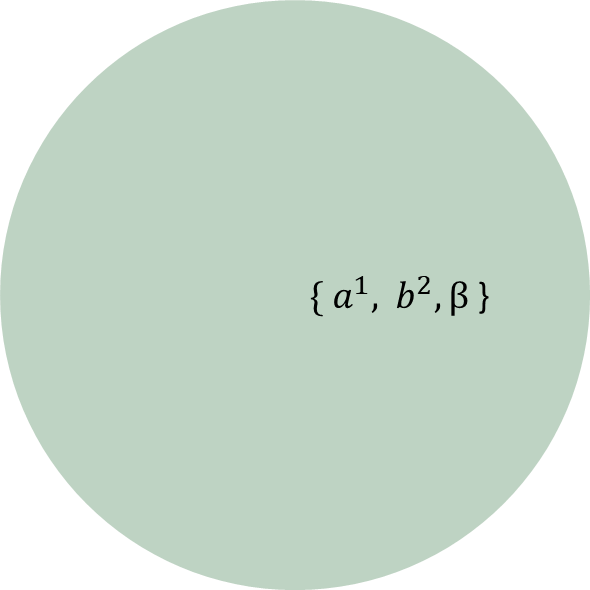 { a¹, b², β }